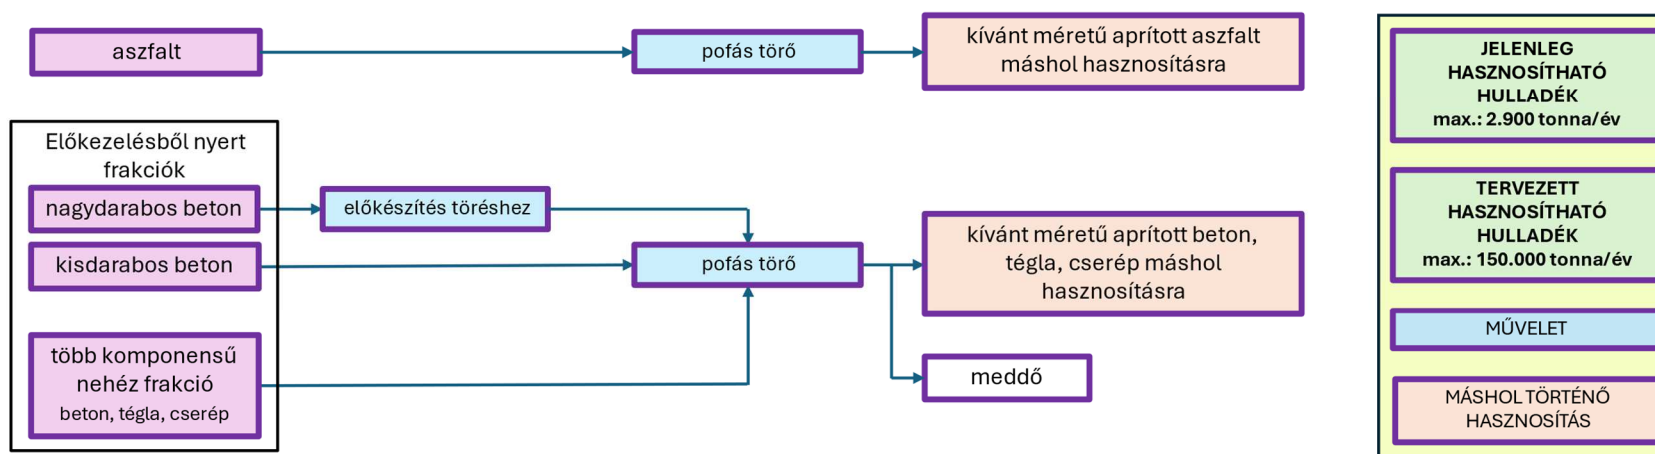 aszfalt
pofás törő
kívánt méretű aprított aszfalt
máshol hasznosításra
Előkezelésből nyert
frakciók
nagydarabos beton
előkészítés töréshez
kisdarabos beton
pofás törő
kívánt méretű aprított beton,
tégla, cserép máshol
hasznosításra
több komponensű
nehéz frakció
beton, tégla, cserép
meddő
JELENLEG
HASZNOSÍTHATÓ
HULLADÉK
max.: 2.900 tonna/év
TERVEZETT
HASZNOSÍTHATÓ
HULLADÉK
max.: 150.000 tonna/év
MŰVELET
MÁSHOL TÖRTÉNŐ
HASZNOSÍTÁS